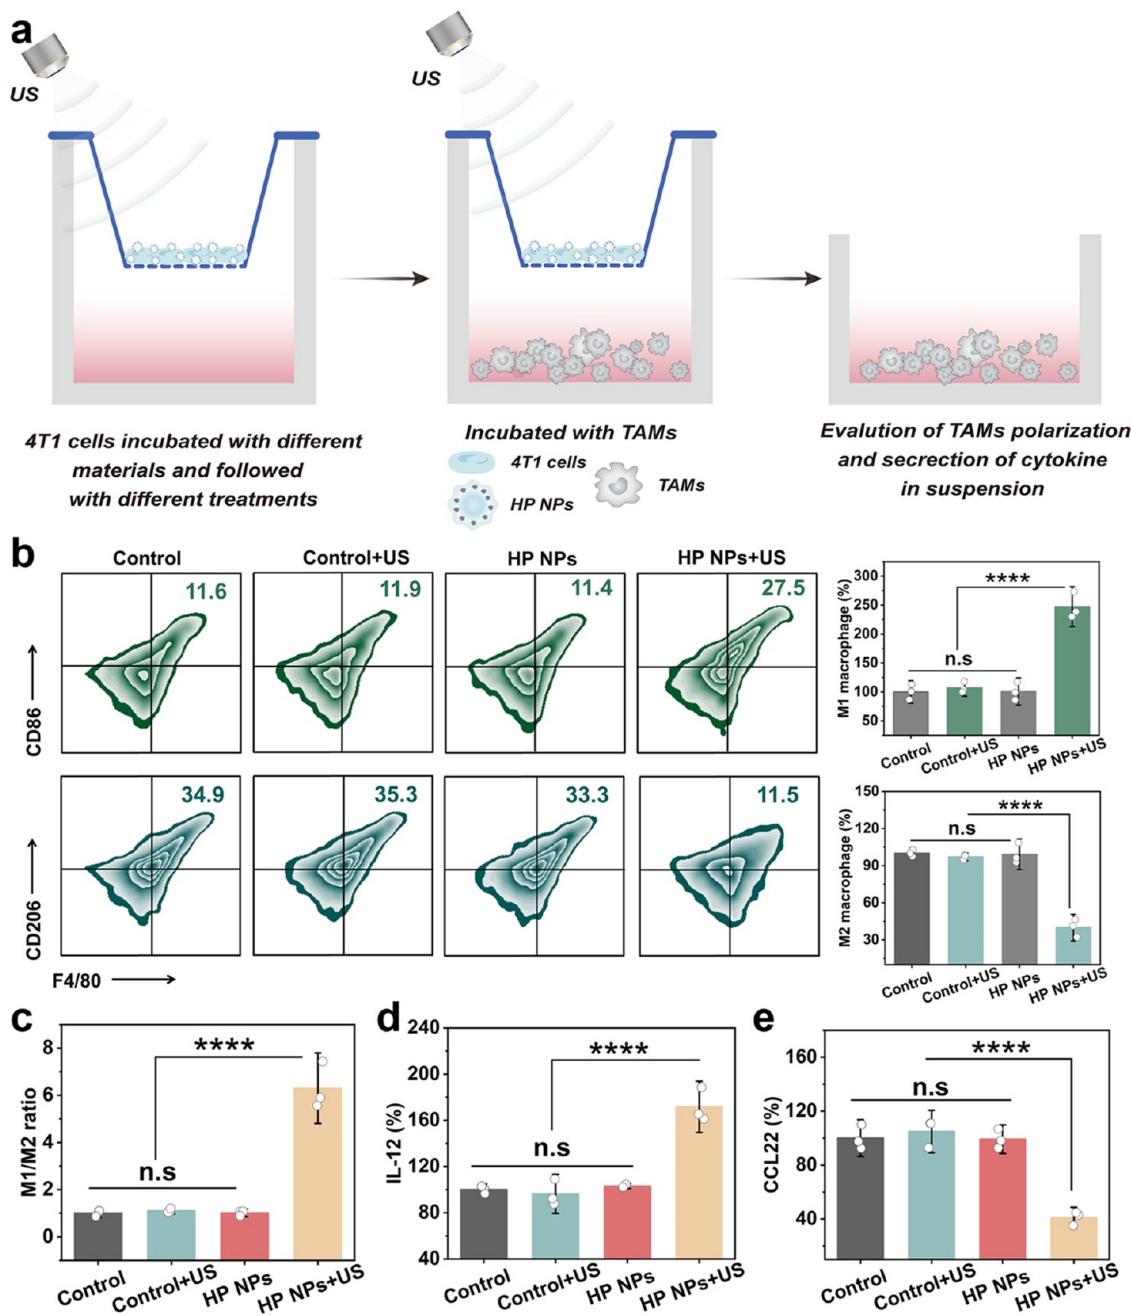 a
US
US
4T1 cells incubated with different
materials and followed
with different treatments
Incubated with TAMs
4T1 cells
HP NPs
TAMs
Evalution of TAMs polarization
and secrection of cytokine
in suspension
b
Control
Control+US
HP NPs
HP NPs+US
11.6
11.9
11.4
27.5
CD86
34.9
35.3
33.3
11.5
CD206
F4/80
M1 macrophage (%)
300
250
200
150
100
50
n.s
****
Control
Control+US
HP NPs
HP NPs+US
M2 macrophage (%)
150
120
90
60
30
n.s
****
Control
Control+US
HP NPs
HP NPs+US
c
M1/M2 ratio
8
6
4
2
0
n.s
****
Control
Control+US
HP NPs
HP NPs+US
d
IL-12 (%)
240
200
160
120
80
40
n.s
****
Control
Control+US
HP NPs
HP NPs+US
e
CCL22 (%)
160
120
80
40
n.s
****
Control
Control+US
HP NPs
HP NPs+US